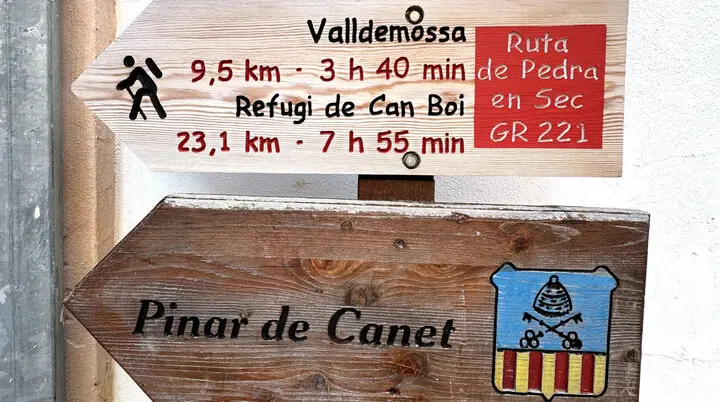 Valldemossa
9,5 km - 3 h 40 min
Refugi de Can Boi
23,1 km - 7 h 55 min
Ruta
de Pedra
en Sec
GR 221
Pinar de Canet